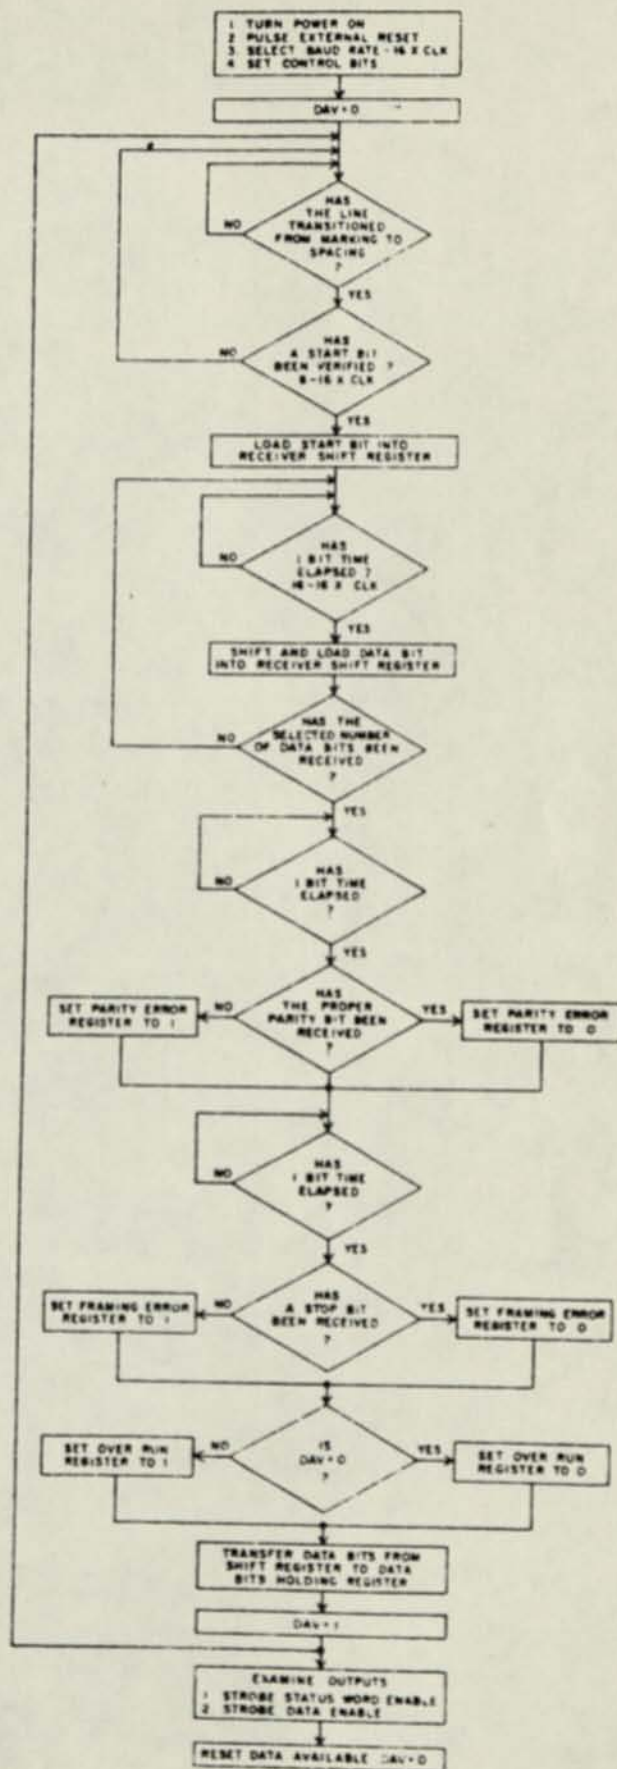 1 TURN POWER ON
2 PULSE EXTERNAL RESET
3 SELECT BAUD RATE - 16 X CLK
4 SET CONTROL BITS
DAV=0
HAS
THE LINE
TRANSITIONED
FROM MARKING TO
SPACING
?
NO
YES
HAS
A START BIT
BEEN VERIFIED ?
8-16 X CLK
NO
YES
LOAD START BIT INTO
RECEIVER SHIFT REGISTER
HAS
1 BIT TIME
ELAPSED ?
16-16 X CLK
NO
YES
SHIFT AND LOAD DATA BIT
INTO RECEIVER SHIFT REGISTER
HAS THE
SELECTED NUMBER
OF DATA BITS BEEN
RECEIVED
?
NO
YES
HAS
1 BIT TIME
ELAPSED
?
NO
YES
HAS
THE PROPER
PARITY BIT BEEN
RECEIVED
?
NO
YES
SET PARITY ERROR
REGISTER TO 1
SET PARITY ERROR
REGISTER TO 0
HAS
1 BIT TIME
ELAPSED
?
NO
YES
HAS
A STOP BIT
BEEN RECEIVED
?
NO
YES
SET FRAMING ERROR
REGISTER TO 1
SET FRAMING ERROR
REGISTER TO 0
IS
DAV=0
?
NO
YES
SET OVER RUN
REGISTER TO 1
SET OVER RUN
REGISTER TO 0
TRANSFER DATA BITS FROM
SHIFT REGISTER TO DATA
BITS HOLDING REGISTER
DAV=1
EXAMINE OUTPUTS
1 STROBE STATUS WORD ENABLE
2 STROBE DATA ENABLE
RESET DATA AVAILABLE DAV=0